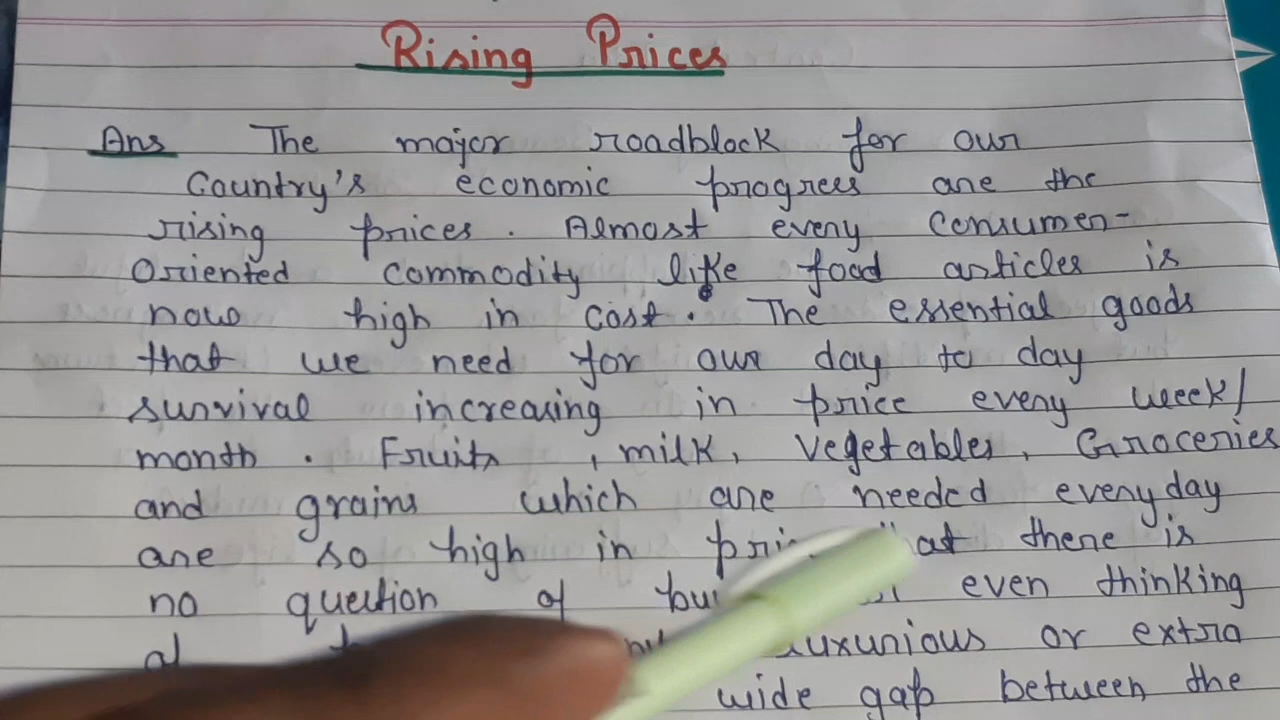 Rising Prices
Ans The major roadblock for our
Country's economic progress are the
rising prices. Almost every Consumer-
Oriented commodity like food articles is
now high in cost. The essential goods
that we need for our day to day
survival increasing in price every week/
month. Fruits, milk, vegetables, Groceries
and grains which are needed everyday
are so high in that there is
no question of even thinking
of luxurious or extra
wide gap between the